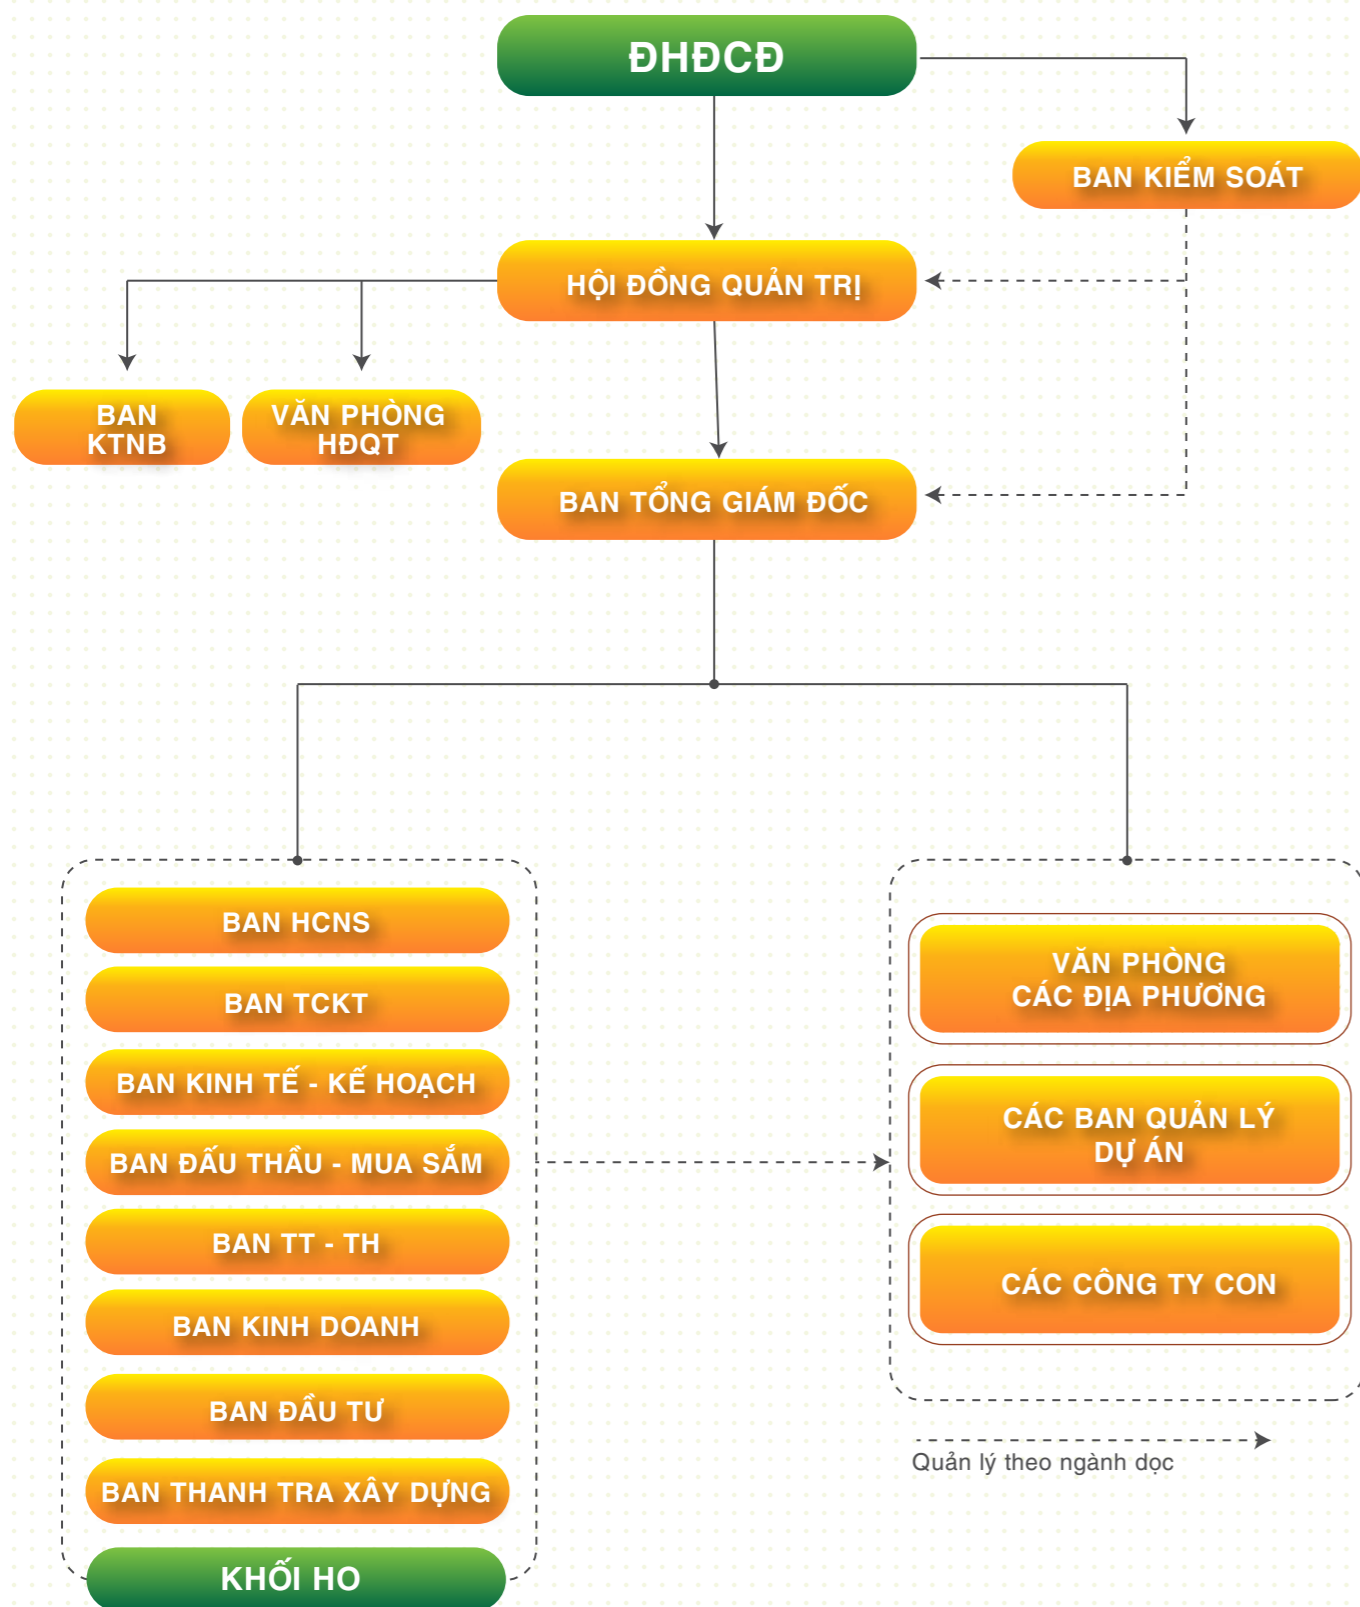 ĐHĐCĐ
BAN KIỂM SOÁT
HỘI ĐỒNG QUẢN TRỊ
BAN
KTNB
VĂN PHÒNG
HĐQT
BAN TỔNG GIÁM ĐỐC
BAN HCNS
BAN TCKT
BAN KINH TẾ - KẾ HOẠCH
BAN ĐẤU THẦU - MUA SẮM
BAN TT - TH
BAN KINH DOANH
BAN ĐẦU TƯ
BAN THANH TRA XÂY DỰNG
KHỐI HO
VĂN PHÒNG
CÁC ĐỊA PHƯƠNG
CÁC BAN QUẢN LÝ
DỰ ÁN
CÁC CÔNG TY CON
Quản lý theo ngành dọc